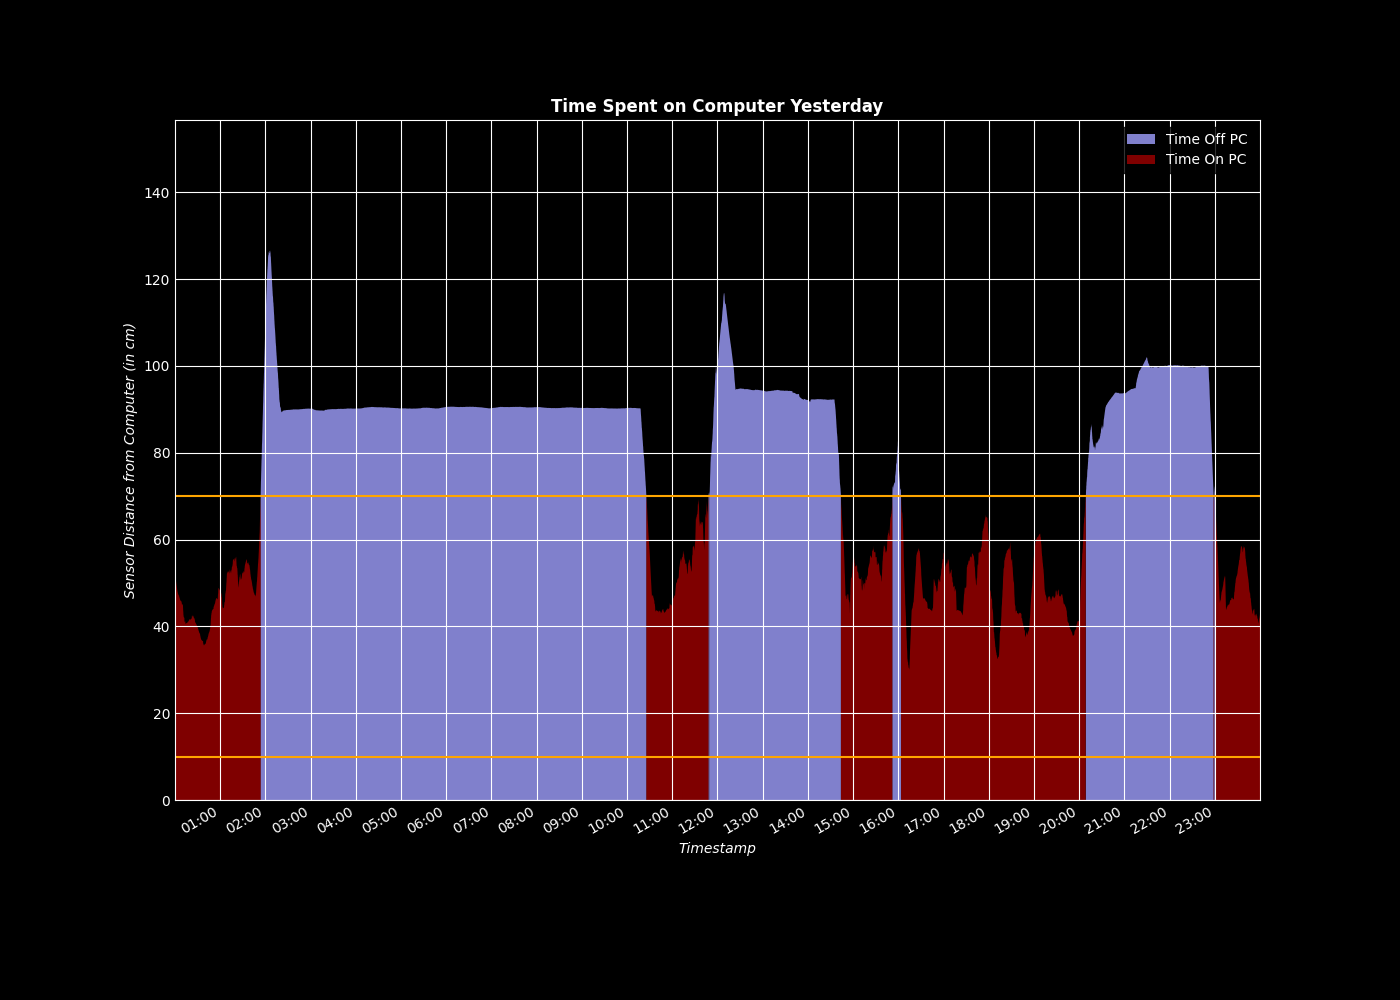 Time Spent on Computer Yesterday
Time Off PC
Time On PC
Sensor Distance from Computer (in cm)
140
120
100
80
60
40
20
0
01:00 02:00 03:00 04:00 05:00 06:00 07:00 08:00 09:00 10:00 11:00 12:00 13:00 14:00 15:00 16:00 17:00 18:00 19:00 20:00 21:00 22:00 23:00
Timestamp